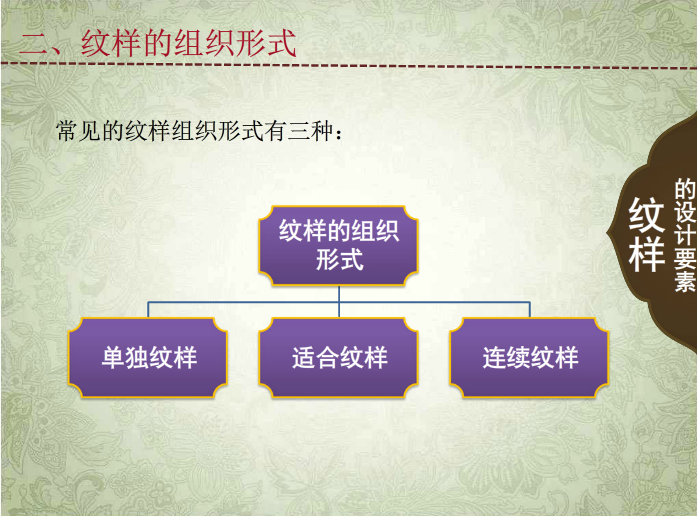 二、纹样的组织形式
常见的纹样组织形式有三种：
纹样的组织
形式
单独纹样
适合纹样
连续纹样
纹样
的设计要素